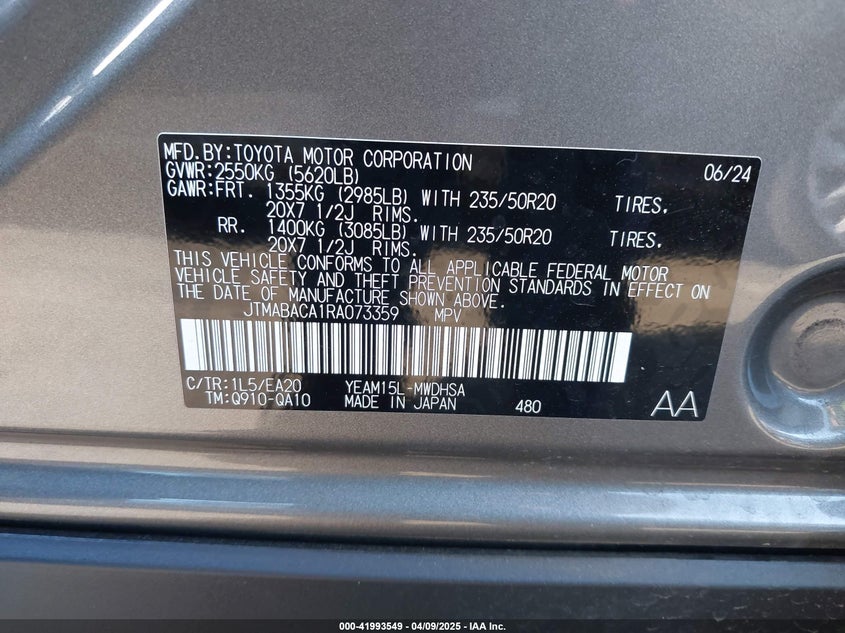 MFD.BY:TOYOTA MOTOR CORPORATION 06/24
GVWR:2550KG (5620LB)
GAWR:FRT. 1355KG (2985LB) WITH 235/50R20 TIRES.
20X7 1/2J RIMS.
RR. 1400KG (3085LB) WITH 235/50R20 TIRES.
20X7 1/2J RIMS.
THIS VEHICLE CONFORMS TO ALL APPLICABLE FEDERAL MOTOR
VEHICLE SAFETY AND THEFT PREVENTION STANDARDS IN EFFECT ON
THE DATE OF MANUFACTURE SHOWN ABOVE.
JTMABACA1RA073359 MPV
C/TR:1L5/EA20 YEAM15L-MWDHSA
TM:Q910-QA10 MADE IN JAPAN 480 AA
000-41993549 - 04/09/2025 - IAA Inc.